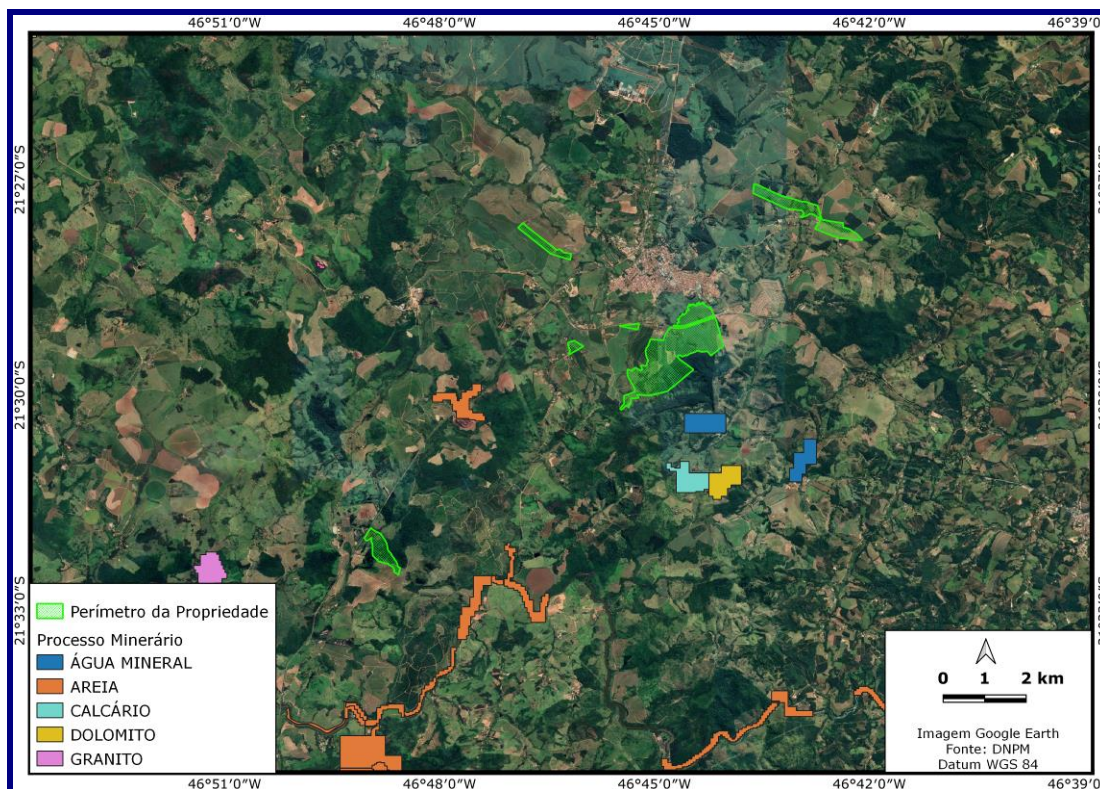 46°51'0"W 46°48'0"W 46°45'0"W 46°42'0"W 46°39'0"W
21°27'0"S
21°30'0"S
21°33'0"S
Perímetro da Propriedade
Processo Minerário
ÁGUA MINERAL
AREIA
CALCÁRIO
DOLOMITO
GRANITO
0 1 2 km
Imagem Google Earth
Fonte: DNPM
Datum WGS 84
46°51'0"W 46°48'0"W 46°45'0"W 46°42'0"W 46°39'0"W